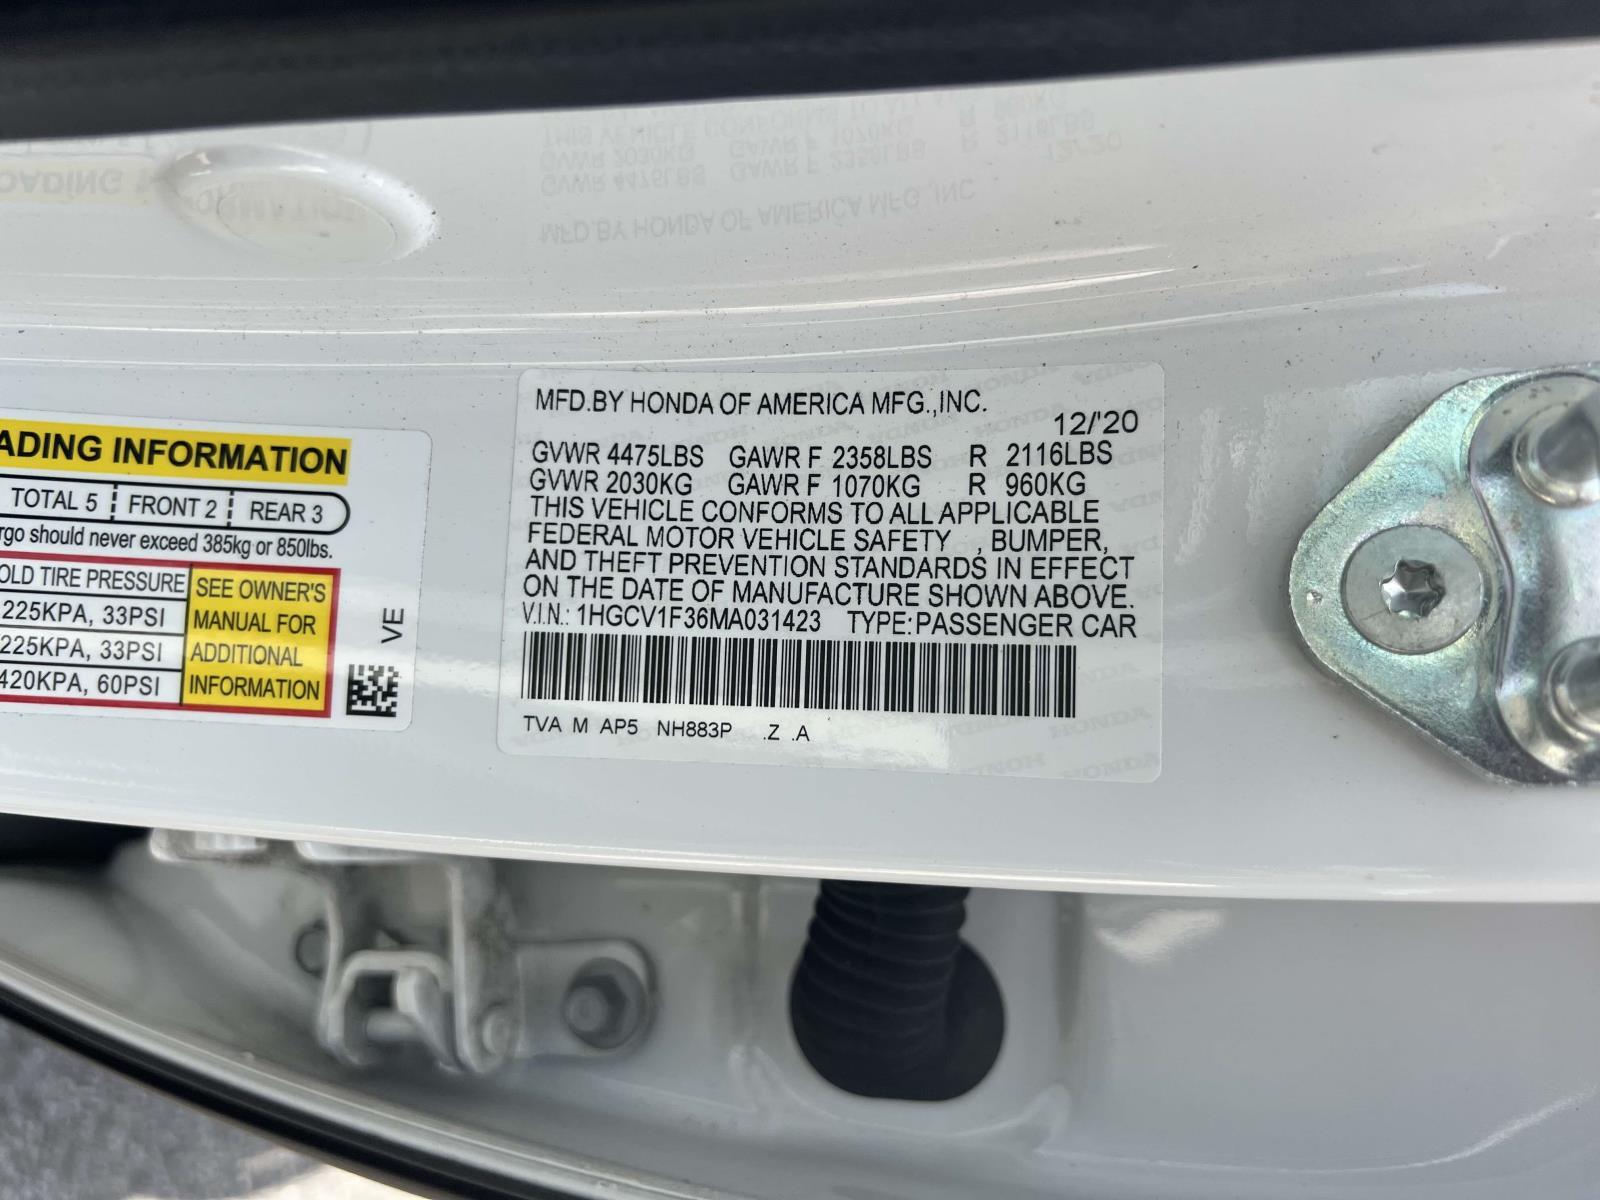 ADING INFORMATION
TOTAL 5 FRONT 2 REAR 3
rgo should never exceed 385kg or 850lbs.
OLD TIRE PRESSURE
225KPA, 33PSI
225KPA, 33PSI
420KPA, 60PSI
SEE OWNER'S
MANUAL FOR
ADDITIONAL
INFORMATION
VE
MFD.BY HONDA OF AMERICA MFG.,INC.
12/'20
GVWR 4475LBS GAWR F 2358LBS R 2116LBS
GVWR 2030KG GAWR F 1070KG R 960KG
THIS VEHICLE CONFORMS TO ALL APPLICABLE
FEDERAL MOTOR VEHICLE SAFETY , BUMPER,
AND THEFT PREVENTION STANDARDS IN EFFECT
ON THE DATE OF MANUFACTURE SHOWN ABOVE.
V.I.N.: 1HGCV1F36MA031423 TYPE:PASSENGER CAR
TVA M AP5 NH883P .Z .A